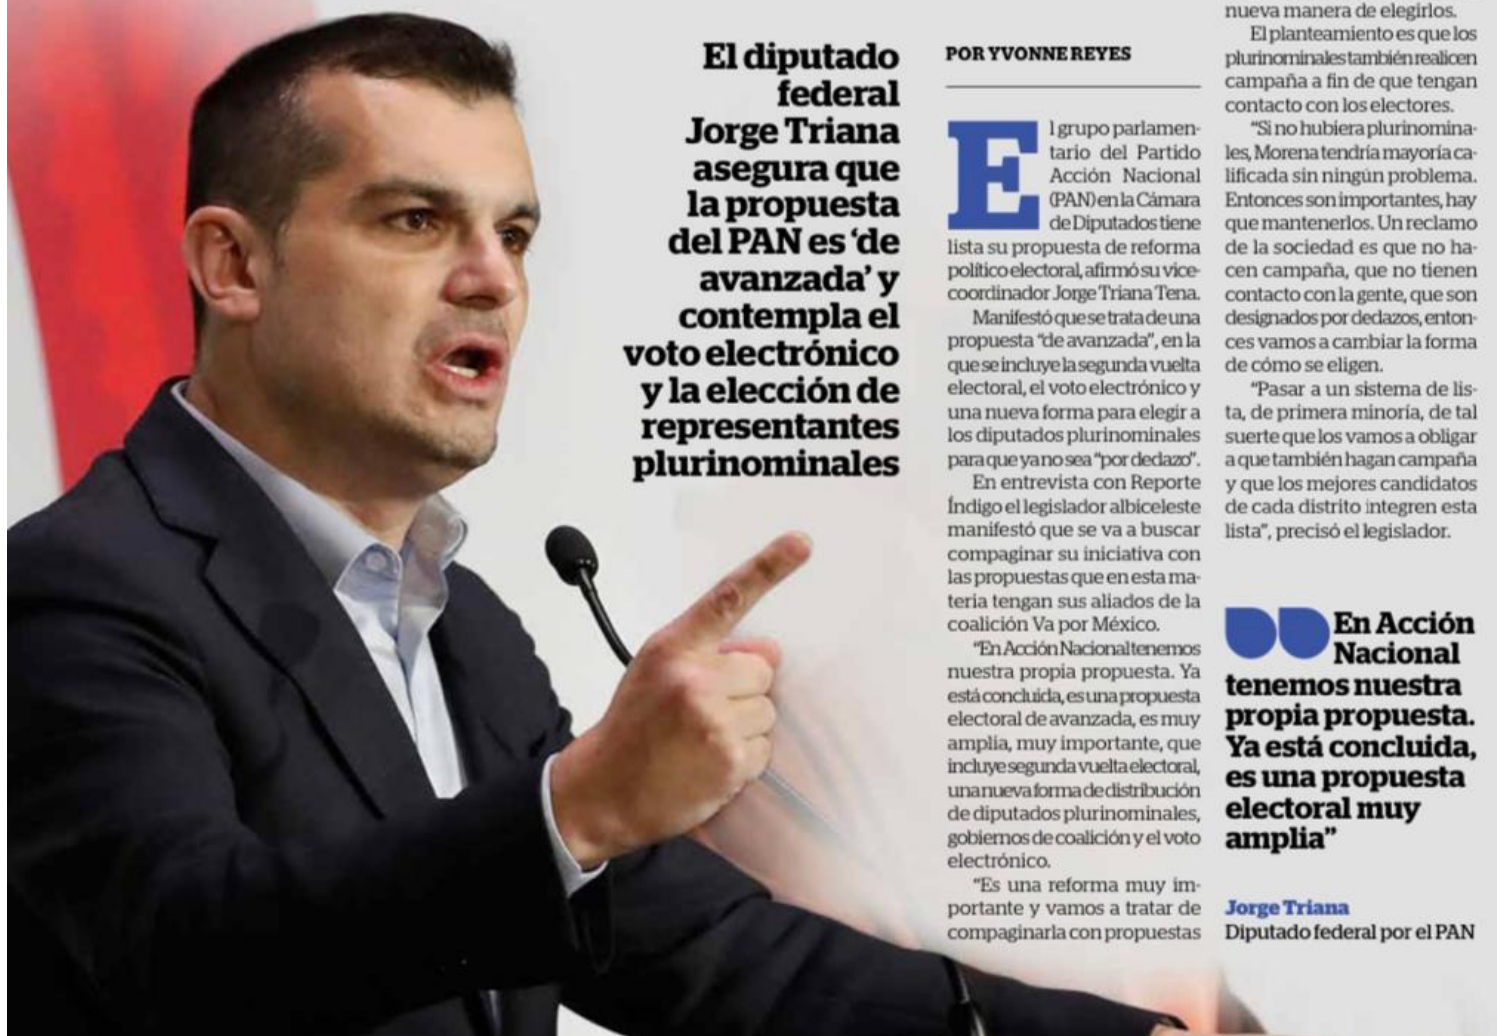 El diputado
federal
Jorge Triana
asegura que
la propuesta
del PAN es ‘de
avanzada’ y
contempla el
voto electrónico
y la elección de
representantes
plurinominales
POR YVONNE REYES
El grupo parlamen-
tario del Partido
Acción Nacional
(PAN) en la Cámara
de Diputados tiene
lista su propuesta de reforma
político electoral, afirmó su vice-
coordinador Jorge Triana Tena.
Manifestó que se trata de una
propuesta “de avanzada”, en la
que se incluye la segunda vuelta
electoral, el voto electrónico y
una nueva forma para elegir a
los diputados plurinominales
para que ya no sea “por dedazo”.
En entrevista con Reporte
Índigo el legislador albiceleste
manifestó que se va a buscar
compaginar su iniciativa con
las propuestas que en esta ma-
teria tengan sus aliados de la
coalición Va por México.
“En Acción Nacional tenemos
nuestra propia propuesta. Ya
está concluida, es una propuesta
electoral de avanzada, es muy
amplia, muy importante, que
incluye segunda vuelta electoral,
una nueva forma de distribución
de diputados plurinominales,
gobiernos de coalición y el voto
electrónico.
“Es una reforma muy im-
portante y vamos a tratar de
compaginarla con propuestas
nueva manera de elegirlos.
El planteamiento es que los
plurinominales también realicen
campaña a fin de que tengan
contacto con los electores.
“Si no hubiera plurinomina-
les, Morena tendría mayoría ca-
lificada sin ningún problema.
Entonces son importantes, hay
que mantenerlos. Un reclamo
de la sociedad es que no ha-
cen campaña, que no tienen
contacto con la gente, que son
designados por dedazos, enton-
ces vamos a cambiar la forma
de cómo se eligen.
“Pasar a un sistema de lis-
ta, de primera minoría, de tal
suerte que los vamos a obligar
a que también hagan campaña
y que los mejores candidatos
de cada distrito integren esta
lista”, precisó el legislador.
En Acción
Nacional
tenemos nuestra
propia propuesta.
Ya está concluida,
es una propuesta
electoral muy
amplia”
Jorge Triana
Diputado federal por el PAN